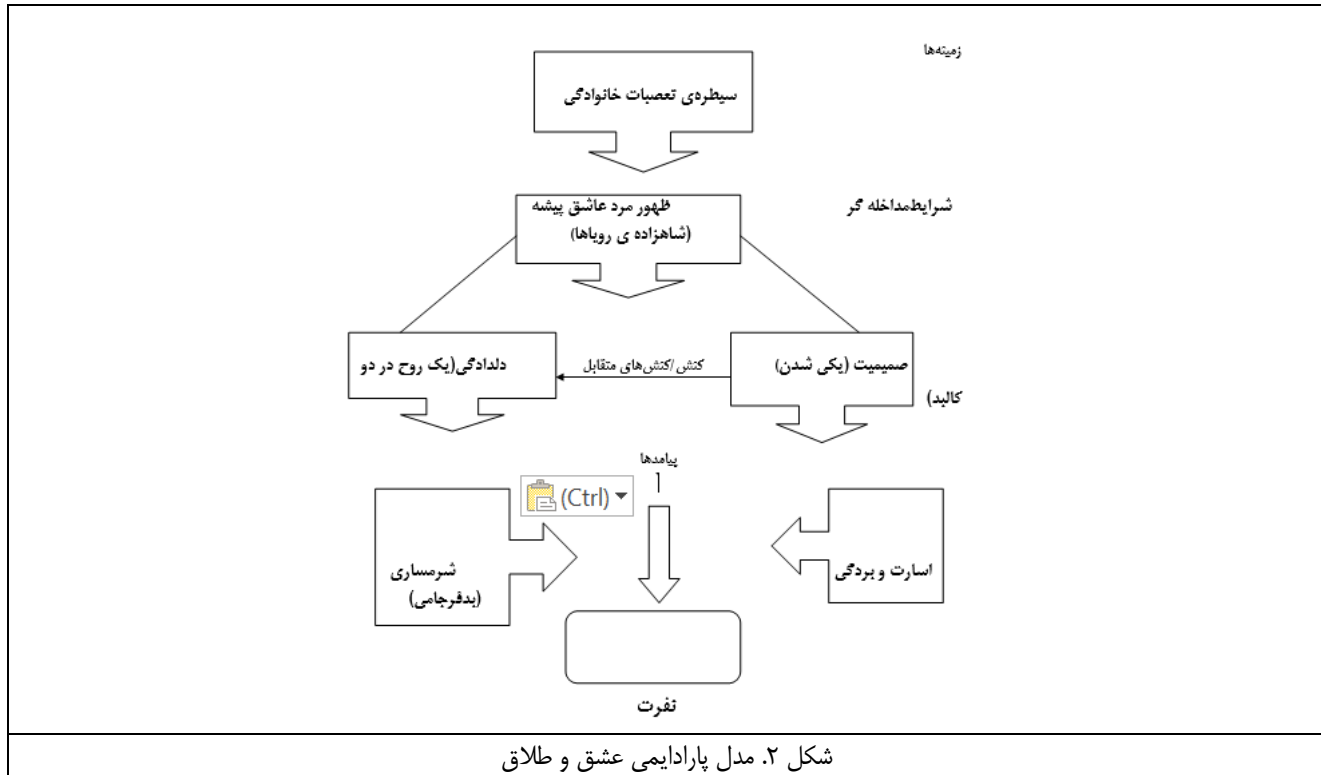 زمینه‌ها
سیطره‌ی تعصبات خانوادگی
شرایط‌مداخله گر
ظهور مرد عاشق پیشه
(شاهزاده ی رویاها)
صمیمیت (یکی شدن)
کنش/کنش‌های متقابل
دلدادگی(یک روح در دو
کالبد)
پیامدها
(Ctrl)
اسارت و بردگی
شرمساری
(بدفرجامی)
نفرت
شکل ۲. مدل پارادایمی عشق و طلاق